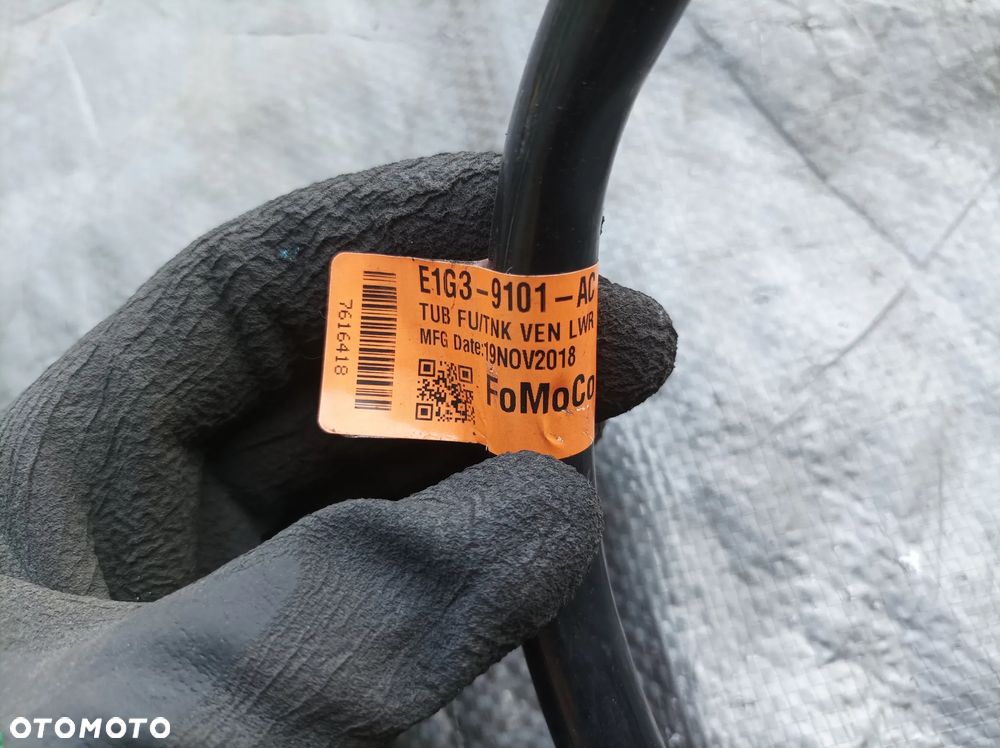 E1G3-9101-AC
TUB FU/TNK VEN LWR
MFG Date:19NOV2018
FoMoCo
7616418
OTOMOTO